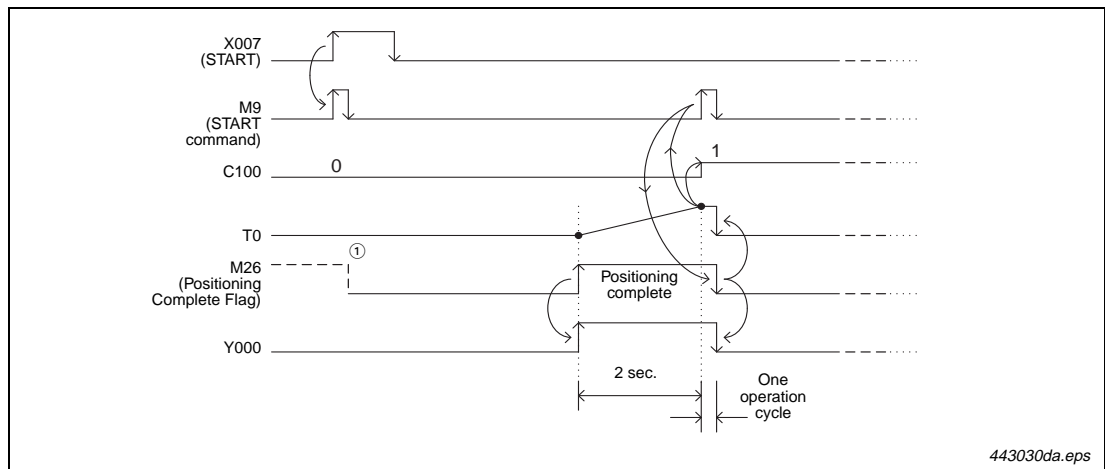 X007
(START)
M9
(START
command)
C100
0
1
T0
①
M26
(Positioning
Complete Flag)
Positioning
complete
Y000
2 sec.
One
operation
cycle
443030da.eps